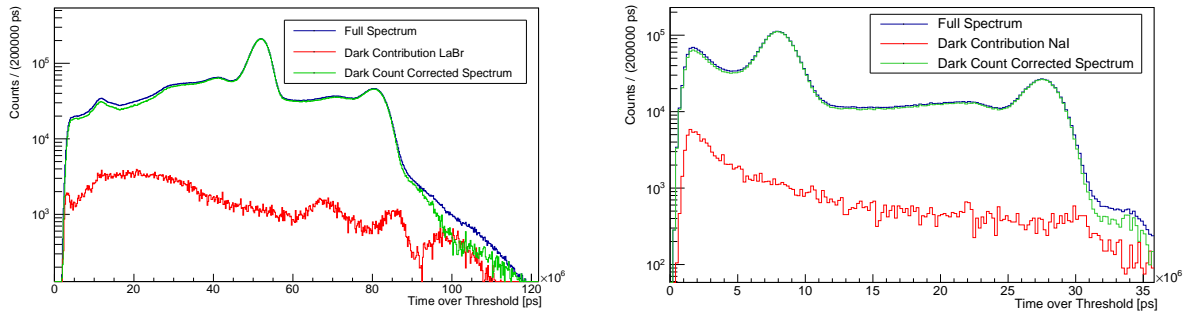 Counts / (200000 ps)
10^5
10^4
10^3
Full Spectrum
Dark Contribution LaBr
Dark Count Corrected Spectrum
0 20 40 60 80 100 120
×10^6
Time over Threshold [ps]
Counts / (200000 ps)
10^5
10^4
10^3
10^2
Full Spectrum
Dark Contribution NaI
Dark Count Corrected Spectrum
0 5 10 15 20 25 30 35
×10^6
Time over Threshold [ps]